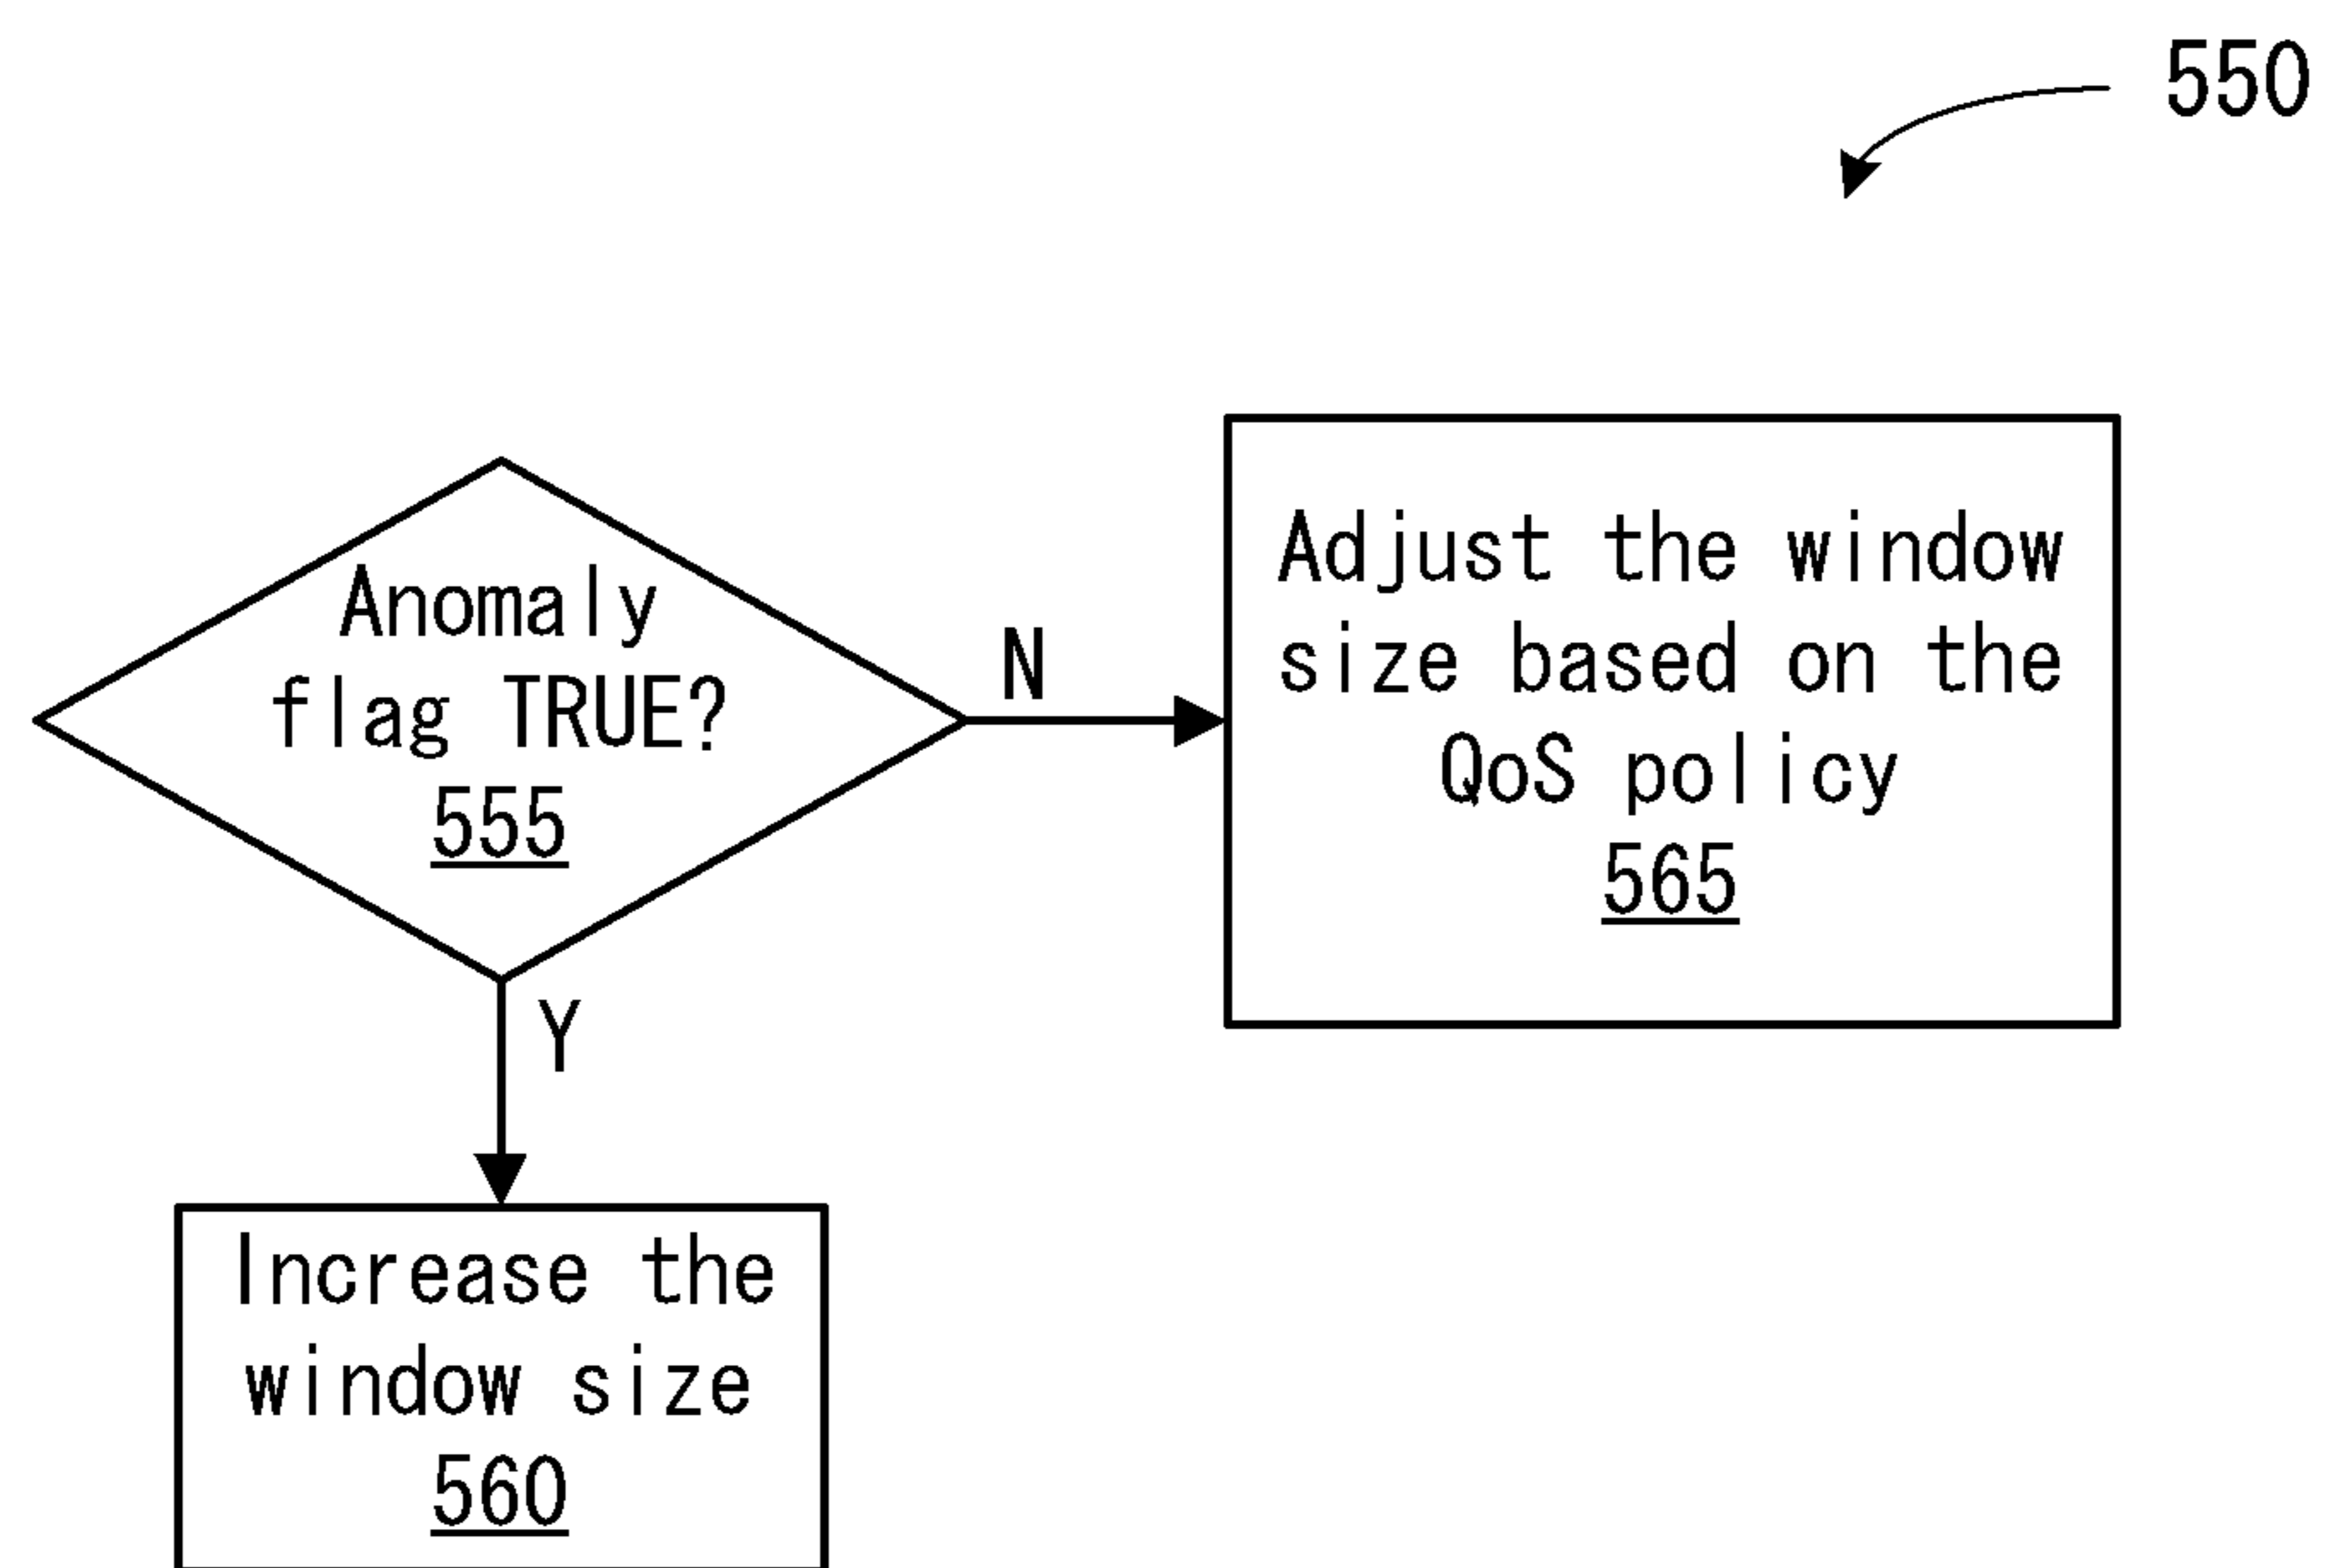 550
Anomaly
flag TRUE?
555
N
Adjust the window
size based on the
QoS policy
565
Y
Increase the
window size
560